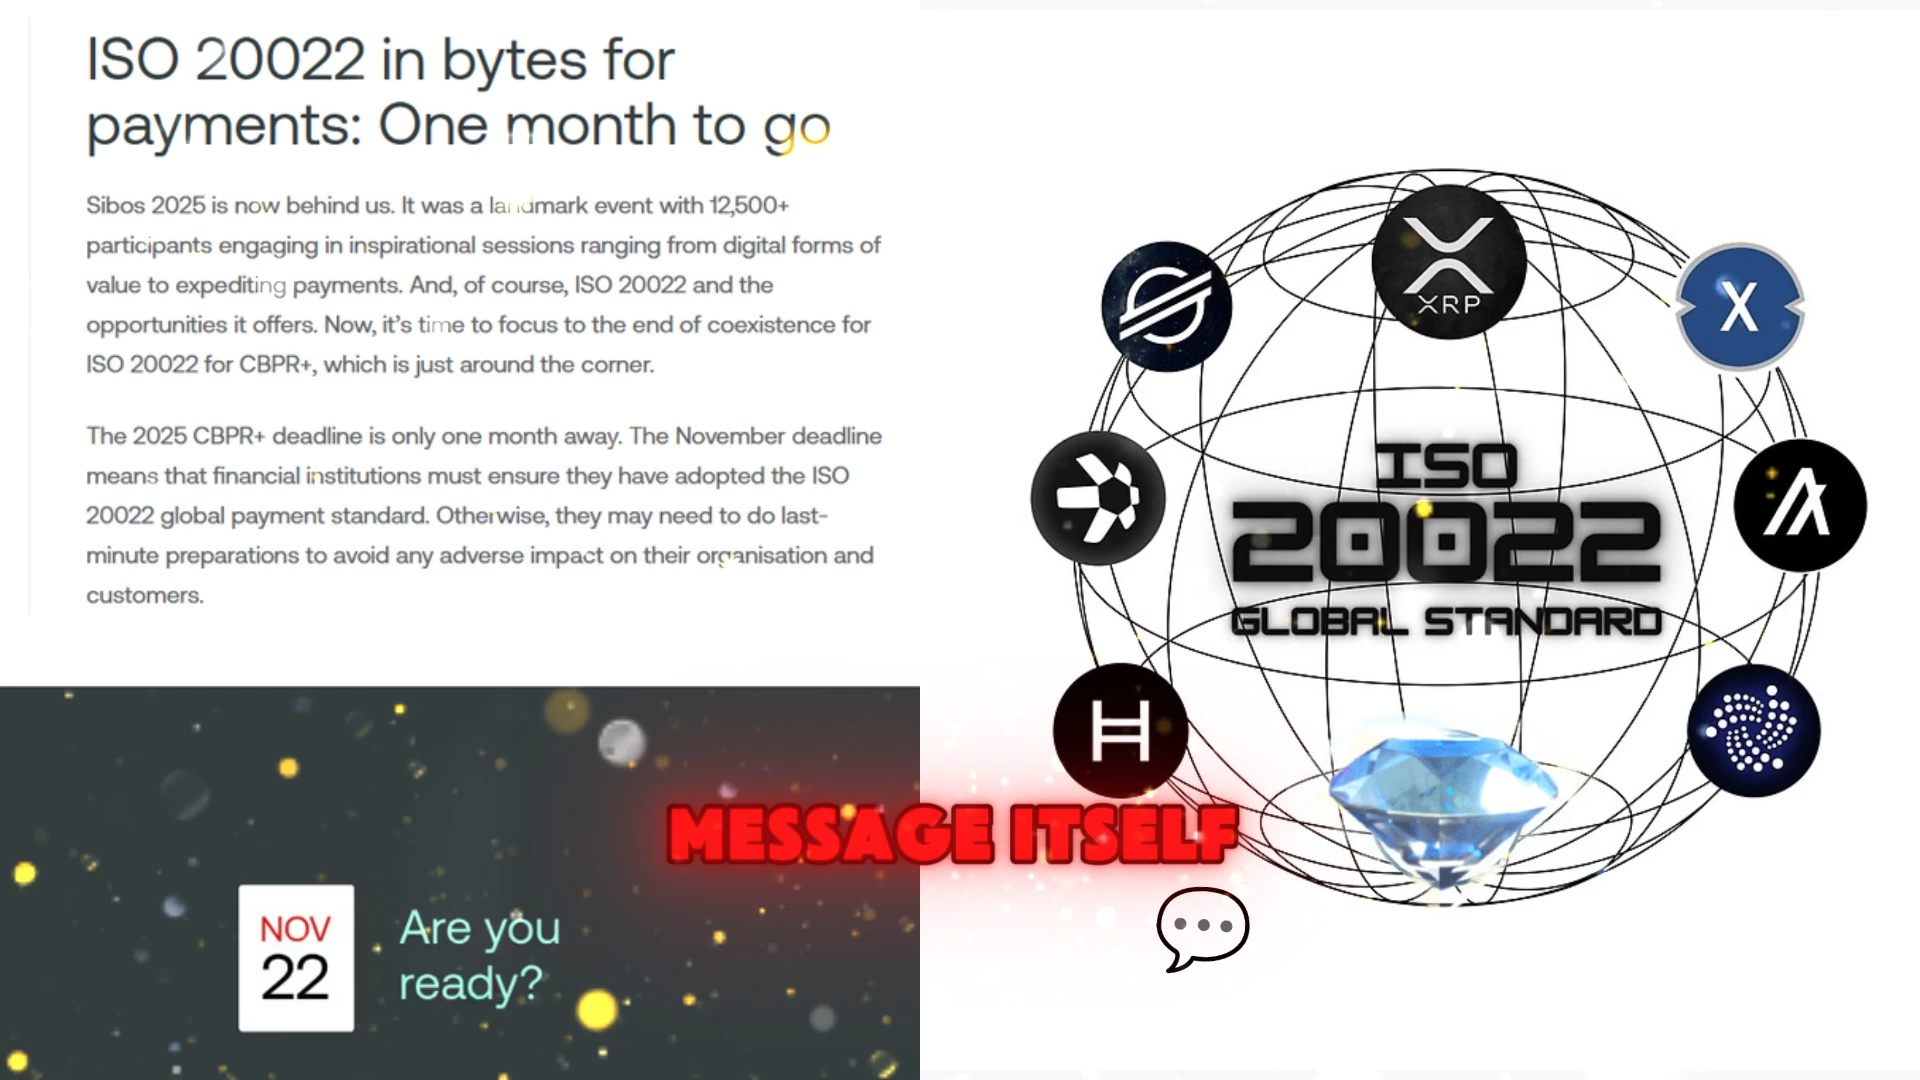 ISO 20022 in bytes for
payments: One month to go
Sibos 2025 is now behind us. It was a landmark event with 12,500+
participants engaging in inspirational sessions ranging from digital forms of
value to expediting payments. And, of course, ISO 20022 and the
opportunities it offers. Now, it's time to focus to the end of coexistence for
ISO 20022 for CBPR+, which is just around the corner.
The 2025 CBPR+ deadline is only one month away. The November deadline
means that financial institutions must ensure they have adopted the ISO
20022 global payment standard. Otherwise, they may need to do last-
minute preparations to avoid any adverse impact on their organisation and
customers.
NOV
22
Are you
ready?
XRP
X
ISO
20022
GLOBAL STANDARD
H
MESSAGE ITSELF